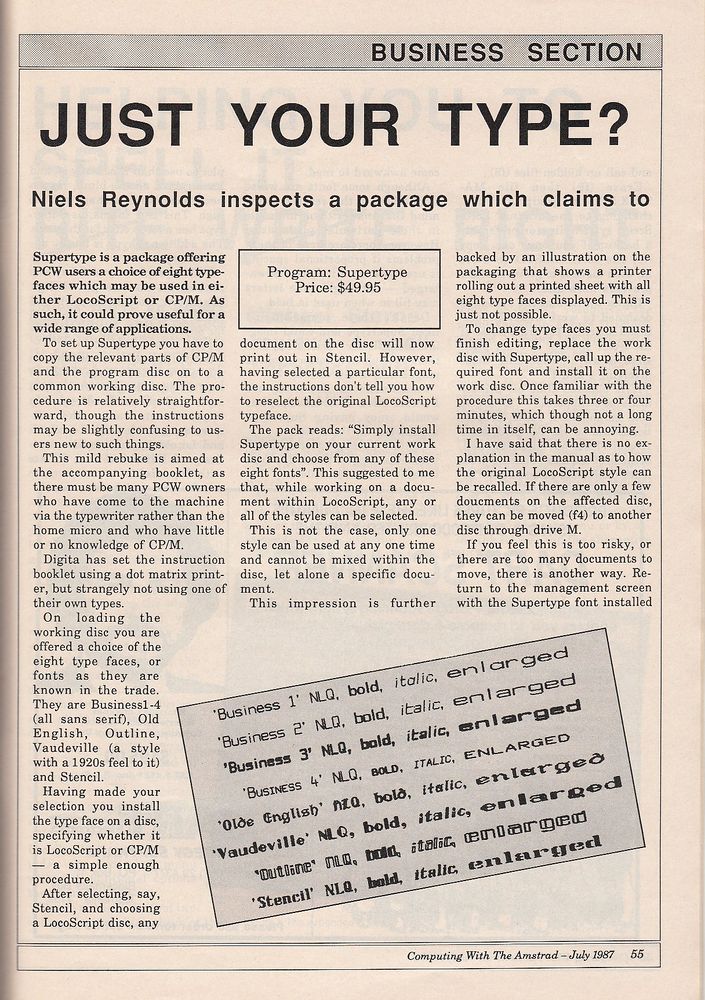 BUSINESS SECTION
JUST YOUR TYPE?
Niels Reynolds inspects a package which claims to
Supertype is a package offering
PCW users a choice of eight type-
faces which may be used in ei-
ther LocoScript or CP/M. As
such, it could prove useful for a
wide range of applications.
To set up Supertype you have to
copy the relevant parts of CP/M
and the program disc on to a
common working disc. The pro-
cedure is relatively straightfor-
ward, though the instructions
may be slightly confusing to us-
ers new to such things.
This mild rebuke is aimed at
the accompanying booklet, as
there must be many PCW owners
who have come to the machine
via the typewriter rather than the
home micro and who have little
or no knowledge of CP/M.
Digita has set the instruction
booklet using a dot matrix print-
er, but strangely not using one of
their own types.
On loading the
working disc you are
offered a choice of the
eight type faces, or
fonts as they are
known in the trade.
They are Business1-4
(all sans serif), Old
English, Outline,
Vaudeville (a style
with a 1920s feel to it)
and Stencil.
Having made your
selection you install
the type face on a disc,
specifying whether it
is LocoScript or CP/M
— a simple enough
procedure.
After selecting, say,
Stencil, and choosing
a LocoScript disc, any
Program: Supertype
Price: $49.95
document on the disc will now
print out in Stencil. However,
having selected a particular font,
the instructions don't tell you how
to reselect the original LocoScript
typeface.
The pack reads: “Simply install
Supertype on your current work
disc and choose from any of these
eight fonts”. This suggested to me
that, while working on a docu-
ment within LocoScript, any or
all of the styles can be selected.
This is not the case, only one
style can be used at any one time
and cannot be mixed within the
disc, let alone a specific docu-
ment.
This impression is further
backed by an illustration on the
packaging that shows a printer
rolling out a printed sheet with all
eight type faces displayed. This is
just not possible.
To change type faces you must
finish editing, replace the work
disc with Supertype, call up the re-
quired font and install it on the
work disc. Once familiar with the
procedure this takes three or four
minutes, which though not a long
time in itself, can be annoying.
I have said that there is no ex-
planation in the manual as to how
the original LocoScript style can
be recalled. If there are only a few
doucments on the affected disc,
they can be moved (f4) to another
disc through drive M.
If you feel this is too risky, or
there are too many documents to
move, there is another way. Re-
turn to the management screen
with the Supertype font installed
'Business 1' NLQ, bold, italic, enlarged
'Business 2' NLQ, bold, italic, enlarged
'Business 3' NLQ, bold, italic, enlarged
'Business 4' NLQ, BOLD, ITALIC, ENLARGED
'Olde English' NLQ, bold, italic, enlarged
'Vaudeville' NLQ, bold, italic, enlarged
'Outline' NLQ, bold, italic, enlarged
'Stencil' NLQ, bold, italic, enlarged
Computing With The Amstrad – July 1987 55